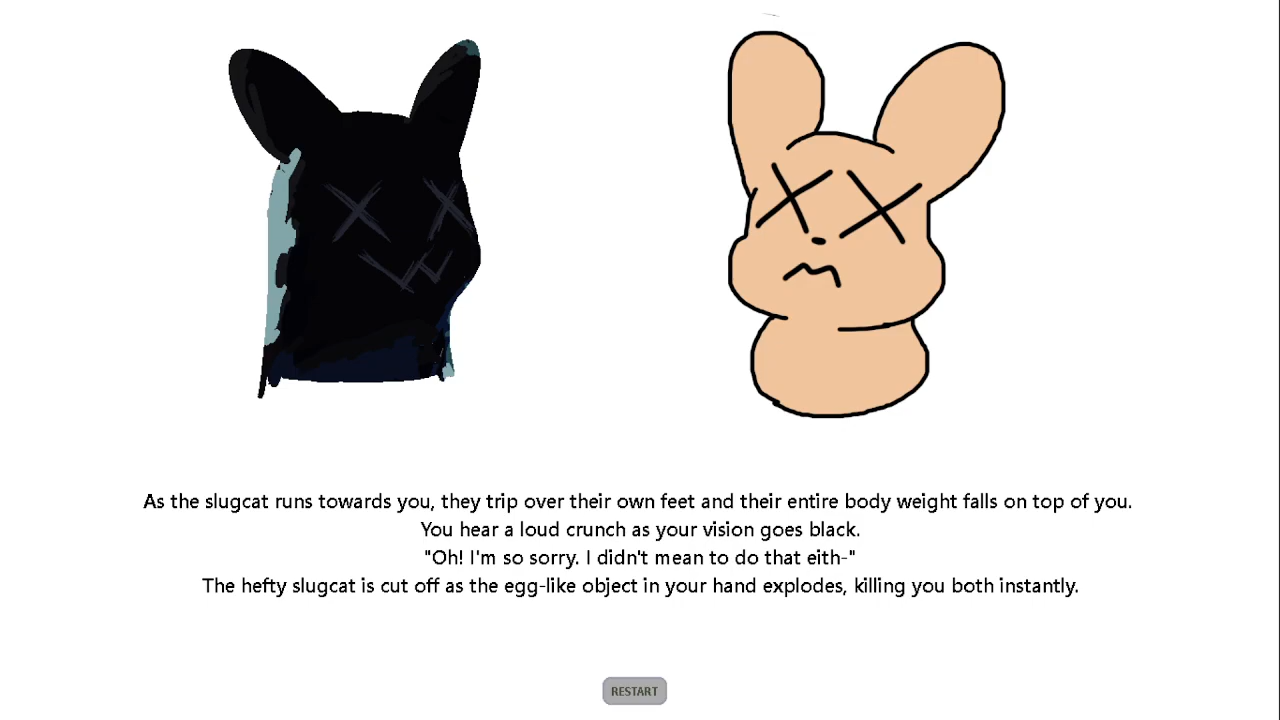 As the slugcat runs towards you, they trip over their own feet and their entire body weight falls on top of you.
You hear a loud crunch as your vision goes black.
"Oh! I'm so sorry. I didn't mean to do that eith-"
The hefty slugcat is cut off as the egg-like object in your hand explodes, killing you both instantly.
RESTART